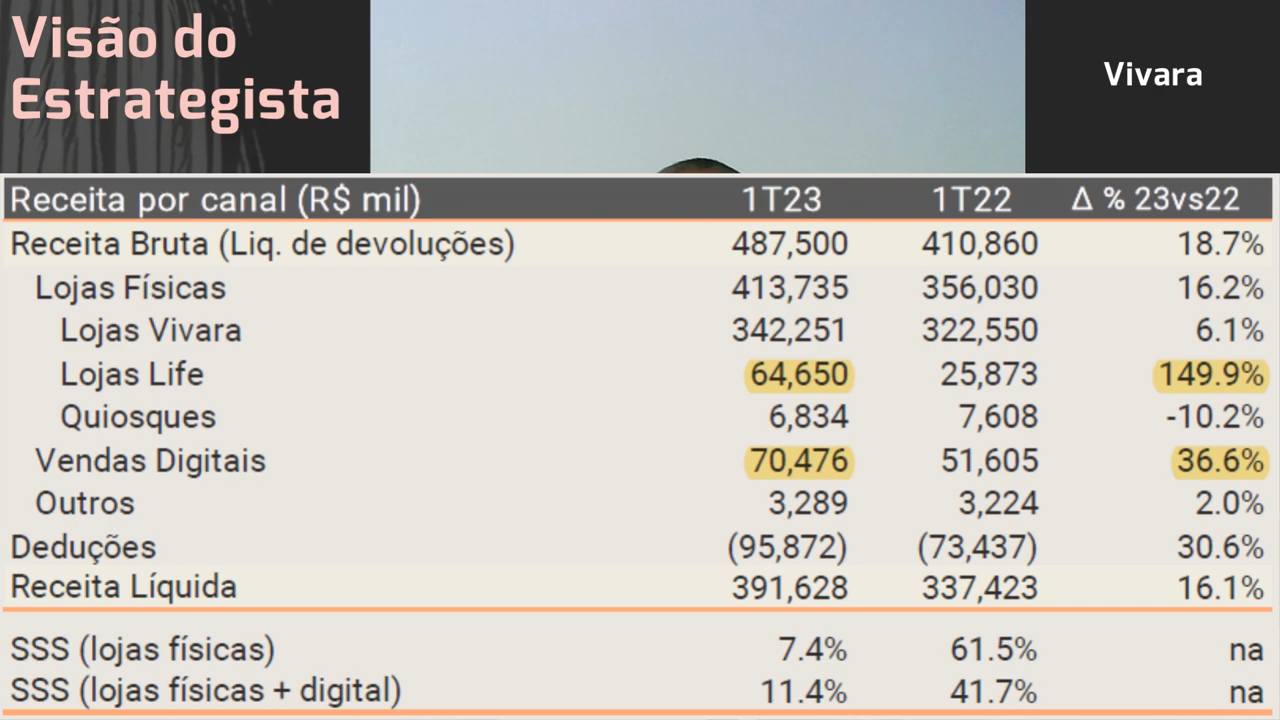 Visão do
Estrategista
Vivara
Receita por canal (R$ mil) 1T23 1T22 Δ % 23vs22
Receita Bruta (Liq. de devoluções) 487,500 410,860 18.7%
Lojas Físicas 413,735 356,030 16.2%
Lojas Vivara 342,251 322,550 6.1%
Lojas Life 64,650 25,873 149.9%
Quiosques 6,834 7,608 -10.2%
Vendas Digitais 70,476 51,605 36.6%
Outros 3,289 3,224 2.0%
Deduções (95,872) (73,437) 30.6%
Receita Líquida 391,628 337,423 16.1%
SSS (lojas físicas) 7.4% 61.5% na
SSS (lojas físicas + digital) 11.4% 41.7% na